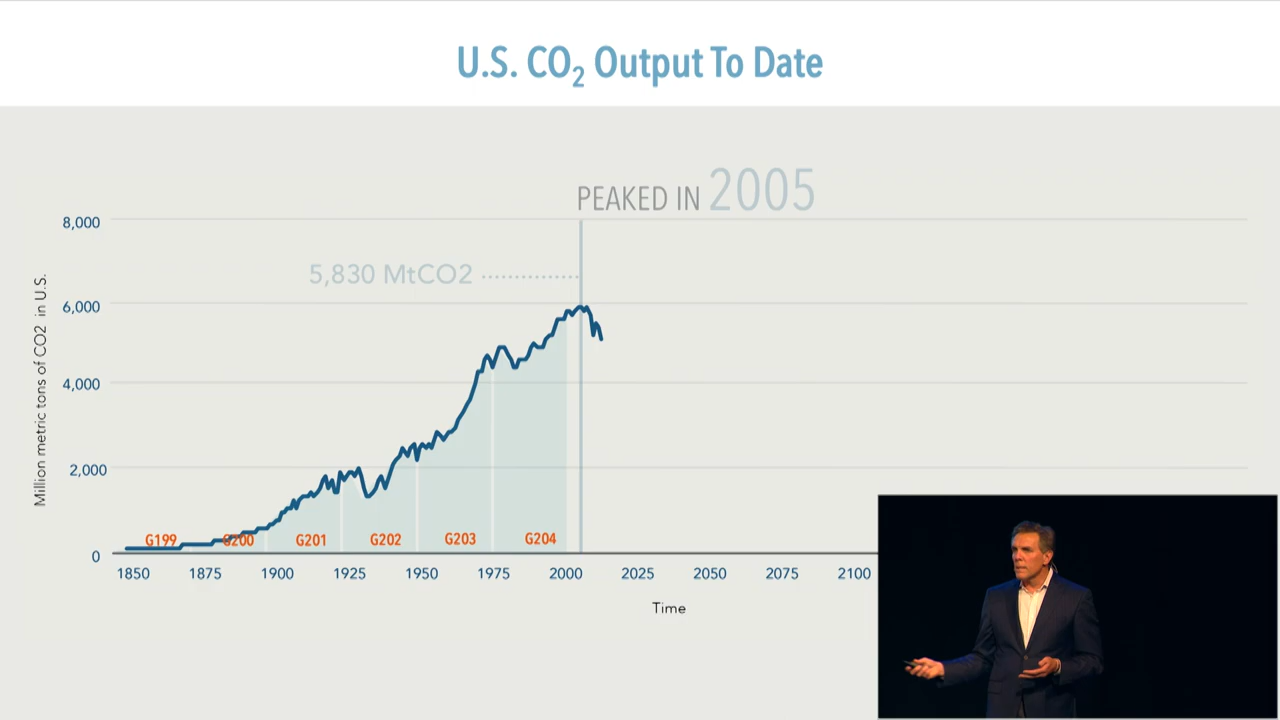 U.S. CO₂ Output To Date
PEAKED IN 2005
8,000
5,830 MtCO2
6,000
4,000
2,000
0
Million metric tons of CO2 in U.S.
G199 G200 G201 G202 G203 G204
1850 1875 1900 1925 1950 1975 2000 2025 2050 2075 2100
Time